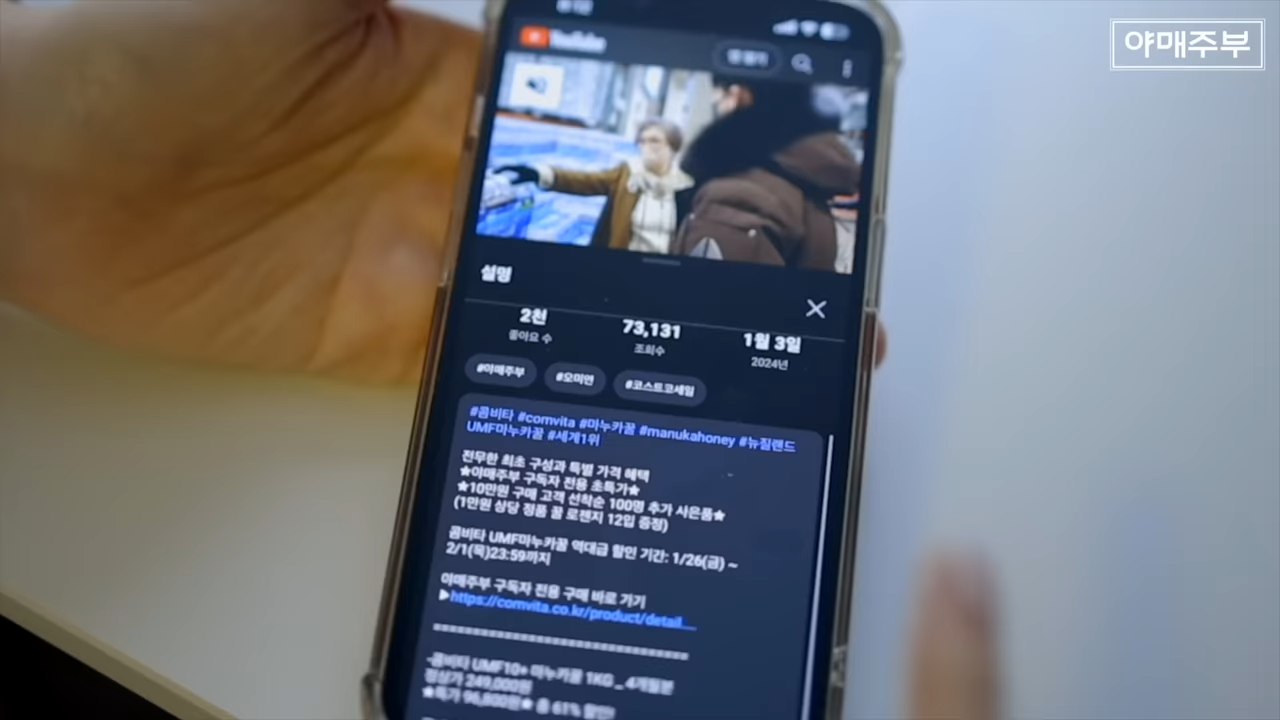 야매주부
YouTube
설명
2천
73,131
1월 3일
좋아요 수
조회수
2024년
#야매주부
#오미연
#코스트코세일
#콤비타 #comvita #마누카꿀 #manukahoney #뉴질랜드
UMF마누카꿀 #세계1위
전무한 최초 구성과 특별 가격 혜택
★야매주부 구독자 전용 초특가★
★10만원 구매 고객 선착순 100명 추가 사은품★
(1만원 상당 정품 꿀 로젠지 12입 증정)
콤비타 UMF마누카꿀 역대급 할인 기간: 1/26(금) ~
2/1(목)23:59까지
야매주부 구독자 전용 구매 바로 가기
▶https://comvita.co.kr/product/detail...
================================
-콤비타 UMF10+ 마누카꿀 1KG _ 4개월분
정상가 249,000원
★특가 96,800원★ 총 61% 할인!!